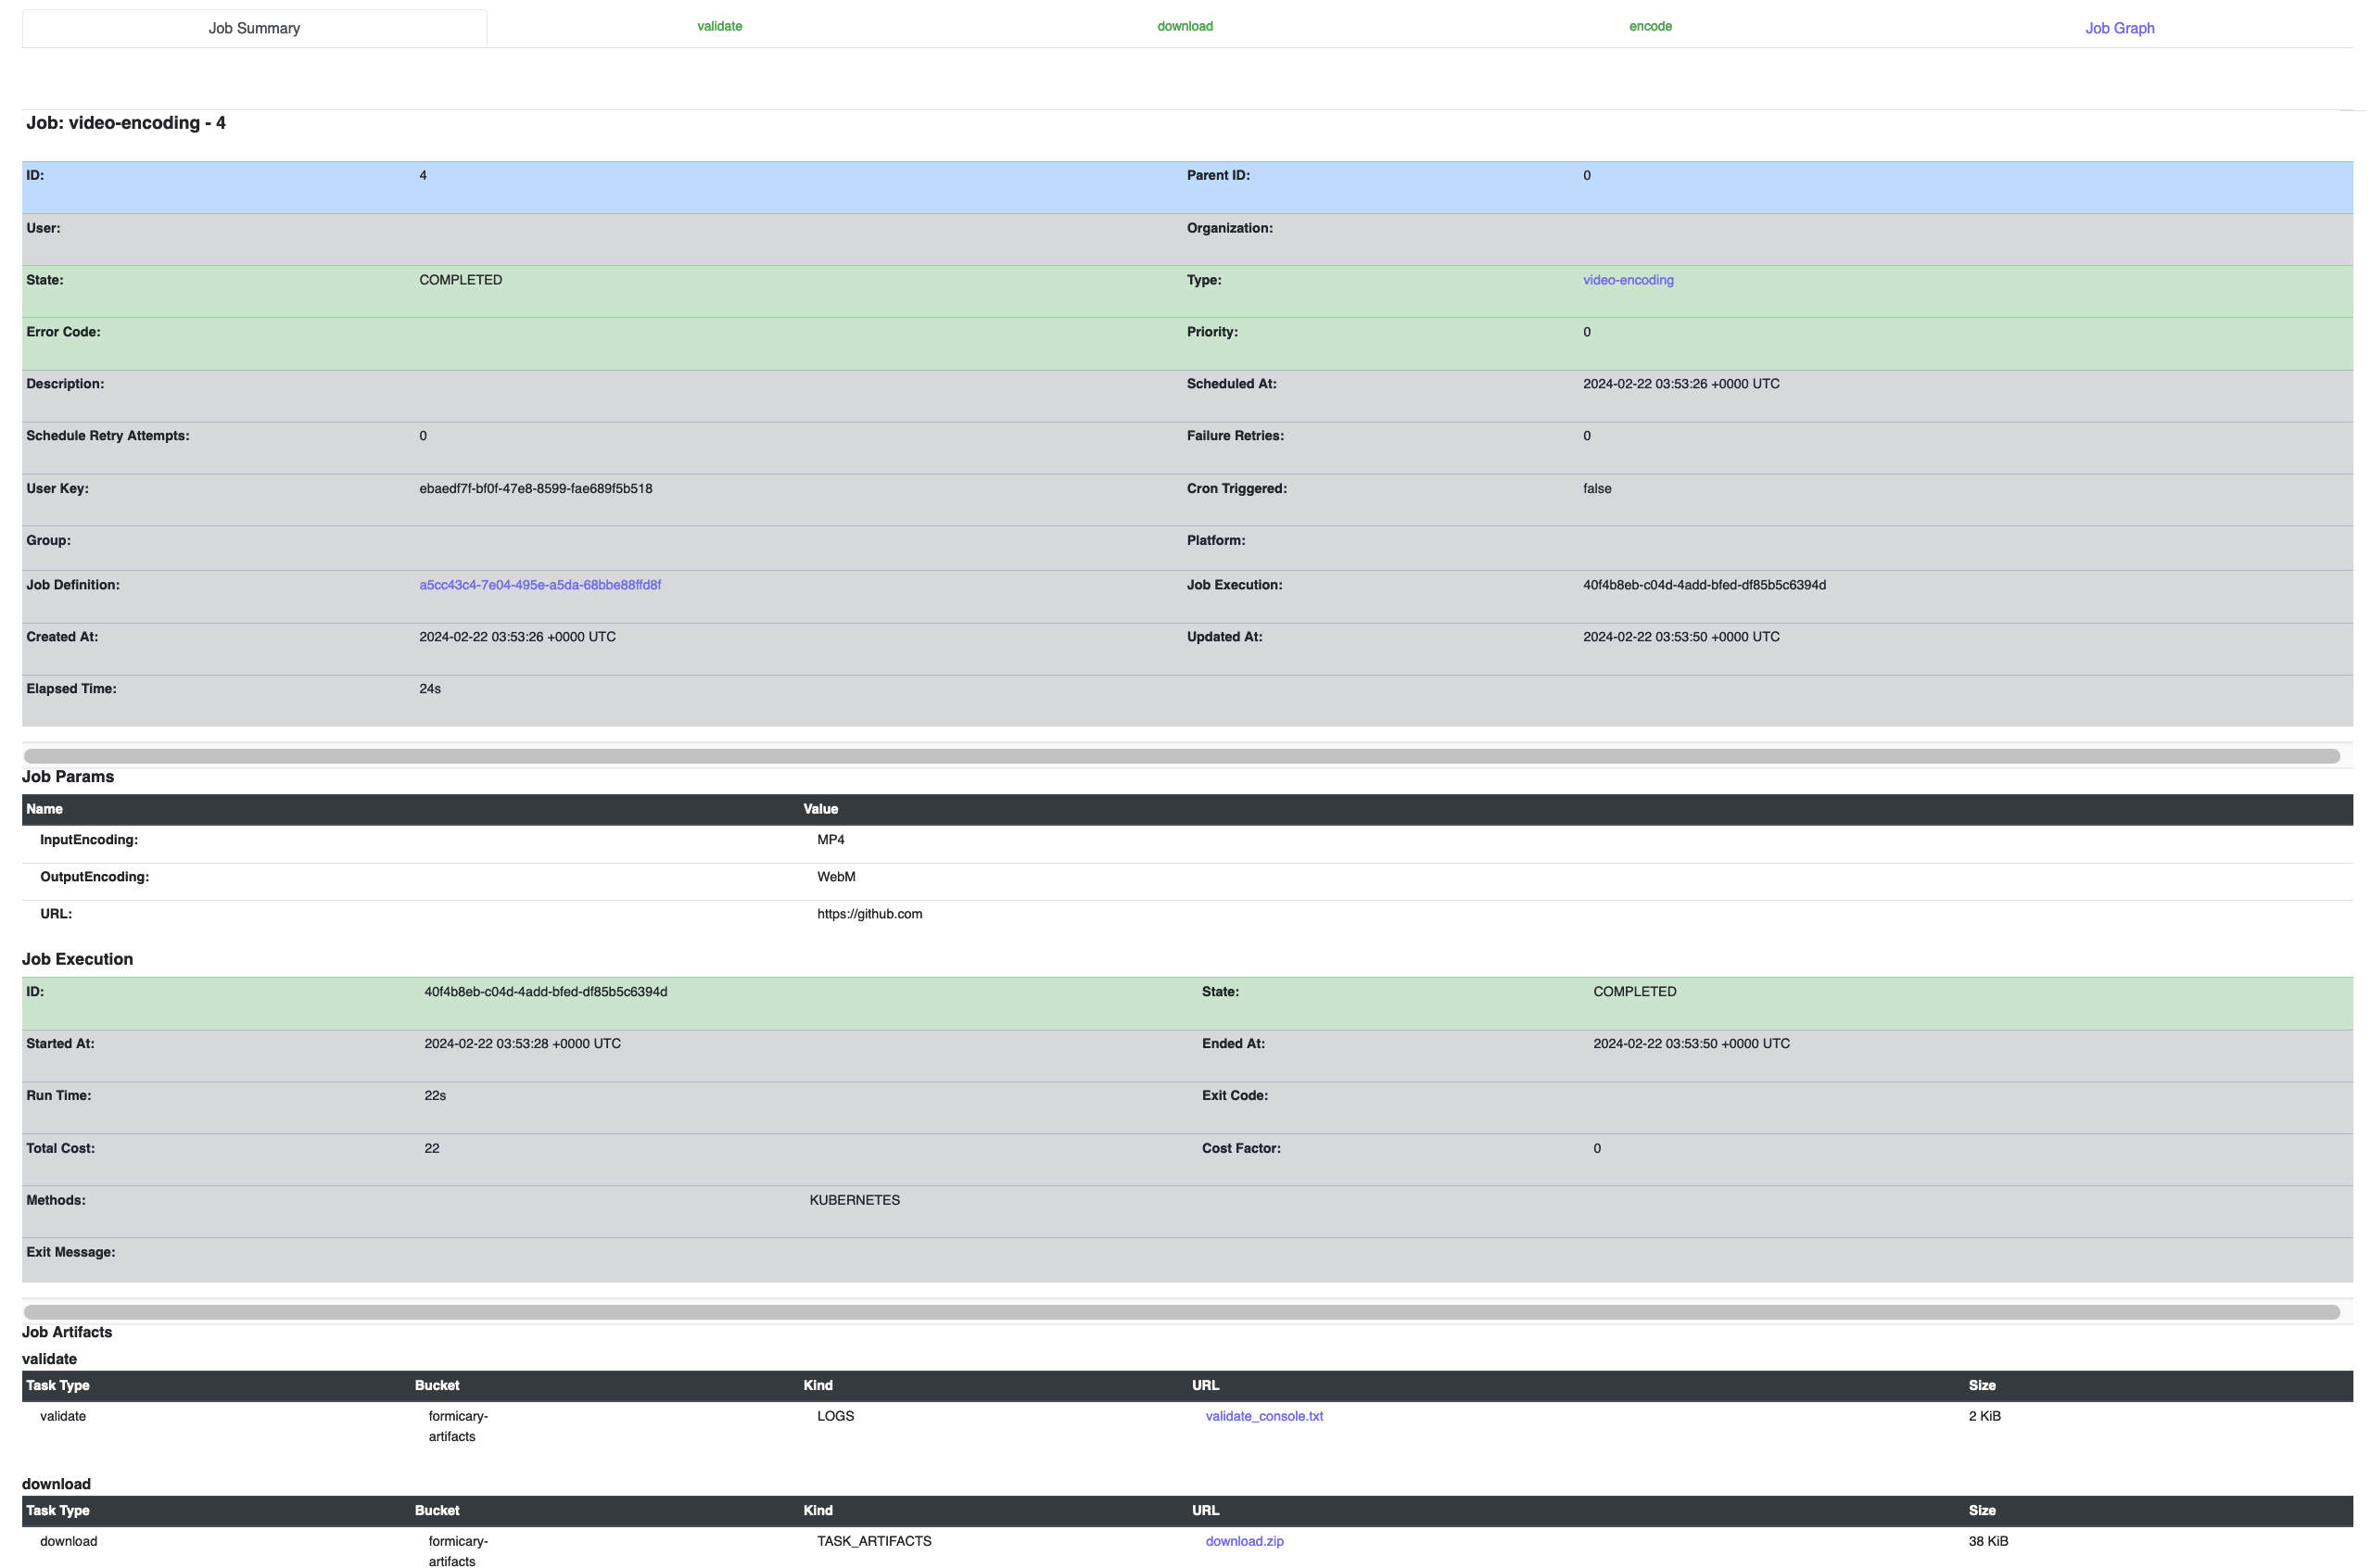 Job Summary validate download encode Job Graph
Job: video-encoding - 4
ID: 4 Parent ID: 0
User: Organization:
State: COMPLETED Type: video-encoding
Error Code: Priority: 0
Description: Scheduled At: 2024-02-22 03:53:26 +0000 UTC
Schedule Retry Attempts: 0 Failure Retries: 0
User Key: ebaedf7f-bf0f-47e8-8599-fae689f5b518 Cron Triggered: false
Group: Platform:
Job Definition: a5cc43c4-7e04-495e-a5da-68bbe88ffd8f Job Execution: 40f4b8eb-c04d-4add-bfed-df85b5c6394d
Created At: 2024-02-22 03:53:26 +0000 UTC Updated At: 2024-02-22 03:53:50 +0000 UTC
Elapsed Time: 24s
Job Params
Name Value
InputEncoding: MP4
OutputEncoding: WebM
URL: https://github.com
Job Execution
ID: 40f4b8eb-c04d-4add-bfed-df85b5c6394d State: COMPLETED
Started At: 2024-02-22 03:53:28 +0000 UTC Ended At: 2024-02-22 03:53:50 +0000 UTC
Run Time: 22s Exit Code:
Total Cost: 22 Cost Factor: 0
Methods: KUBERNETES
Exit Message:
Job Artifacts
validate
Task Type Bucket Kind URL Size
validate formicary- LOGS validate_console.txt 2 KiB
artifacts
download
Task Type Bucket Kind URL Size
download formicary- TASK_ARTIFACTS download.zip 38 KiB
artifacts